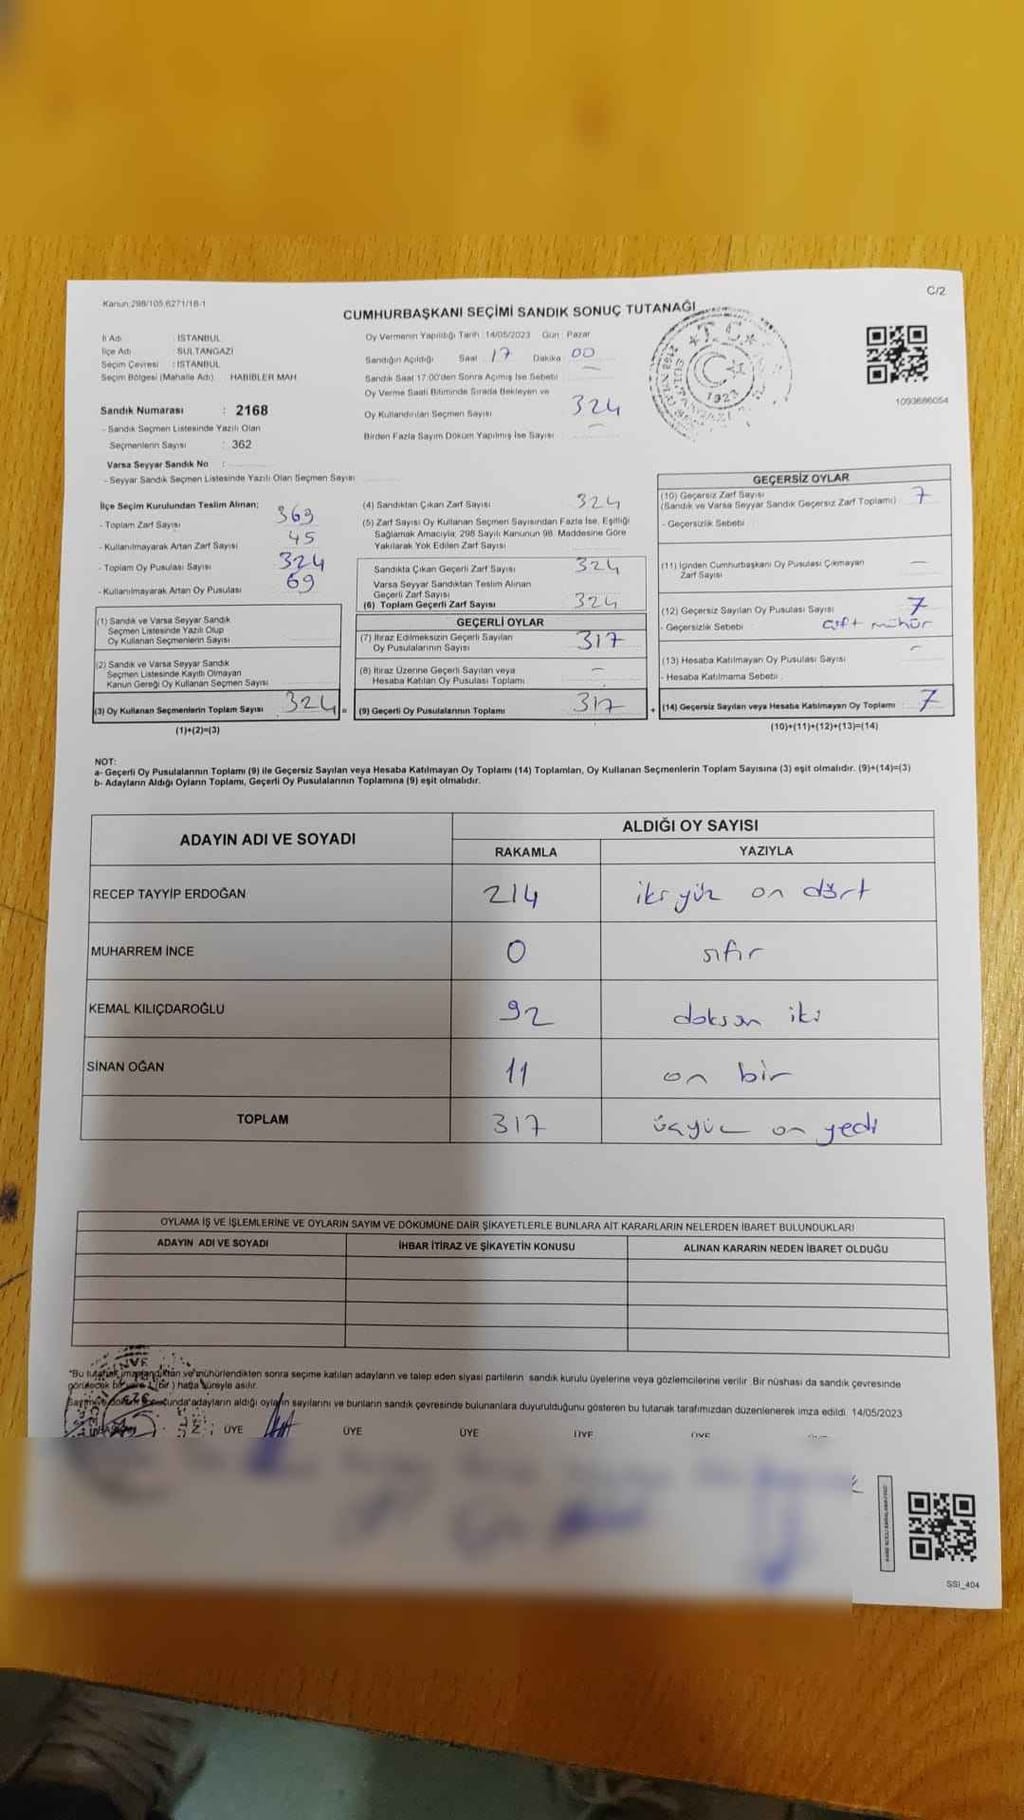 Kanun:298/105,6271/18-1
C/2
CUMHURBAŞKANI SEÇİMİ SANDIK SONUÇ TUTANAĞI
İl Adı : İSTANBUL
İlçe Adı : SULTANGAZİ
Seçim Çevresi : İSTANBUL
Seçim Bölgesi (Mahalle Adı) : HABİBLER MAH
Sandık Numarası : 2168
- Sandık Seçmen Listesinde Yazılı Olan
Seçmenlerin Sayısı : 362
Varsa Seyyar Sandık No :
- Seyyar Sandık Seçmen Listesinde Yazılı Olan Seçmen Sayısı
Oy Vermenin Yapıldığı Tarih : 14/05/2023 Gün : Pazar
Sandığın Açıldığı Saat 17 Dakika 00
Sandık Saat 17:00'den Sonra Açılmış İse Sebebi
Oy Verme Saati Bitiminde Sırada Bekleyen ve
Oy Kullandırılan Seçmen Sayısı 324
Birden Fazla Sayım Döküm Yapılmış İse Sayısı –
T.C.
1923
1093686054
İlçe Seçim Kurulundan Teslim Alınan;
- Toplam Zarf Sayısı 369
- Kullanılmayarak Artan Zarf Sayısı 45
- Toplam Oy Pusulası Sayısı 324
- Kullanılmayarak Artan Oy Pusulası 69
(1) Sandık ve Varsa Seyyar Sandık
Seçmen Listesinde Yazılı Olup
Oy Kullanan Seçmenlerin Sayısı
(2) Sandık ve Varsa Seyyar Sandık
Seçmen Listesinde Kayıtlı Olmayan
Kanun Gereği Oy Kullanan Seçmen Sayısı
(3) Oy Kullanan Seçmenlerin Toplam Sayısı 324 =
(1)+(2)=(3)
(4) Sandıktan Çıkan Zarf Sayısı 324
(5) Zarf Sayısı Oy Kullanan Seçmen Sayısından Fazla İse, Eşitliği
Sağlamak Amacıyla; 298 Sayılı Kanunun 98. Maddesine Göre
Yakılarak Yok Edilen Zarf Sayısı
Sandıkta Çıkan Geçerli Zarf Sayısı 324
Varsa Seyyar Sandıktan Teslim Alınan
Geçerli Zarf Sayısı
(6) Toplam Geçerli Zarf Sayısı 324
GEÇERLİ OYLAR
(7) İtiraz Edilmeksizin Geçerli Sayılan
Oy Pusulalarının Sayısı 317
(8) İtiraz Üzerine Geçerli Sayılan veya
Hesaba Katılan Oy Pusulası Toplamı –
(9) Geçerli Oy Pusulalarının Toplamı 317 +
GEÇERSİZ OYLAR
(10) Geçersiz Zarf Sayısı
(Sandık ve Varsa Seyyar Sandık Geçersiz Zarf Toplamı) 7
- Geçersizlik Sebebi
(11) İçinden Cumhurbaşkanı Oy Pusulası Çıkmayan
Zarf Sayısı –
(12) Geçersiz Sayılan Oy Pusulası Sayısı 7
- Geçersizlik Sebebi çift mühür
(13) Hesaba Katılmayan Oy Pusulası Sayısı –
- Hesaba Katılmama Sebebi
(14) Geçersiz Sayılan veya Hesaba Katılmayan Oy Toplamı 7
(10)+(11)+(12)+(13)=(14)
NOT:
a- Geçerli Oy Pusulalarının Toplamı (9) ile Geçersiz Sayılan veya Hesaba Katılmayan Oy Toplamı (14) Toplamları, Oy Kullanan Seçmenlerin Toplam Sayısına (3) eşit olmalıdır. (9)+(14)=(3)
b- Adayların Aldığı Oyların Toplamı, Geçerli Oy Pusulalarının Toplamına (9) eşit olmalıdır.
ADAYIN ADI VE SOYADI ALDIĞI OY SAYISI
RAKAMLA YAZIYLA
RECEP TAYYİP ERDOĞAN 214 iki yüz on dört
MUHARREM İNCE 0 sıfır
KEMAL KILIÇDAROĞLU 92 doksan iki
SİNAN OĞAN 11 on bir
TOPLAM 317 üçyüz on yedi
OYLAMA İŞ VE İŞLEMLERİNE VE OYLARIN SAYIM VE DÖKÜMÜNE DAİR ŞİKAYETLERLE BUNLARA AİT KARARLARIN NELERDEN İBARET BULUNDUKLARI
ADAYIN ADI VE SOYADI İHBAR İTİRAZ VE ŞİKAYETİN KONUSU ALINAN KARARIN NEDEN İBARET OLDUĞU
*Bu tutanak imzalandıktan ve mühürlendikten sonra seçime katılan adayların ve talep eden siyasi partilerin sandık kurulu üyelerine veya gözlemcilerine verilir. Bir nüshası da sandık çevresinde
görülecek bir yere 1 (bir) hafta süreyle asılır.
adayların aldığı oyların sayılarını ve bunların sandık çevresinde bulunanlara duyurulduğunu gösteren bu tutanak tarafımızdan düzenlenerek imza edildi. 14/05/2023
ÜYE ÜYE ÜYE ÜYE ÜYE
SSİ_404